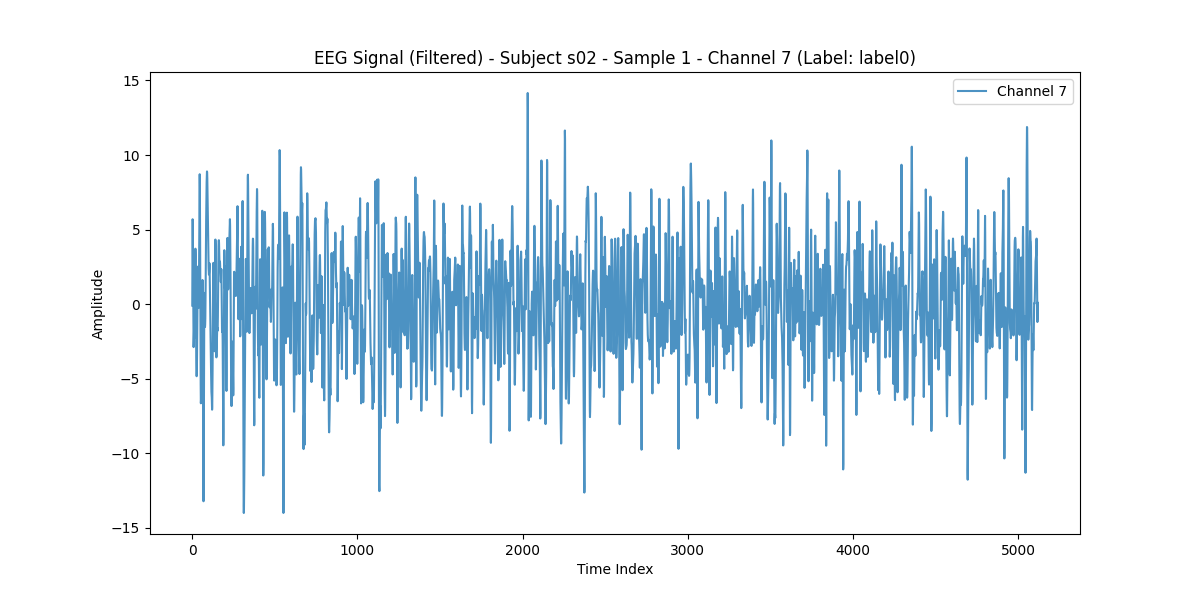 EEG Signal (Filtered) - Subject s02 - Sample 1 - Channel 7 (Label: label0)
Channel 7
15
10
5
0
−5
−10
−15
Amplitude
0 1000 2000 3000 4000 5000
Time Index